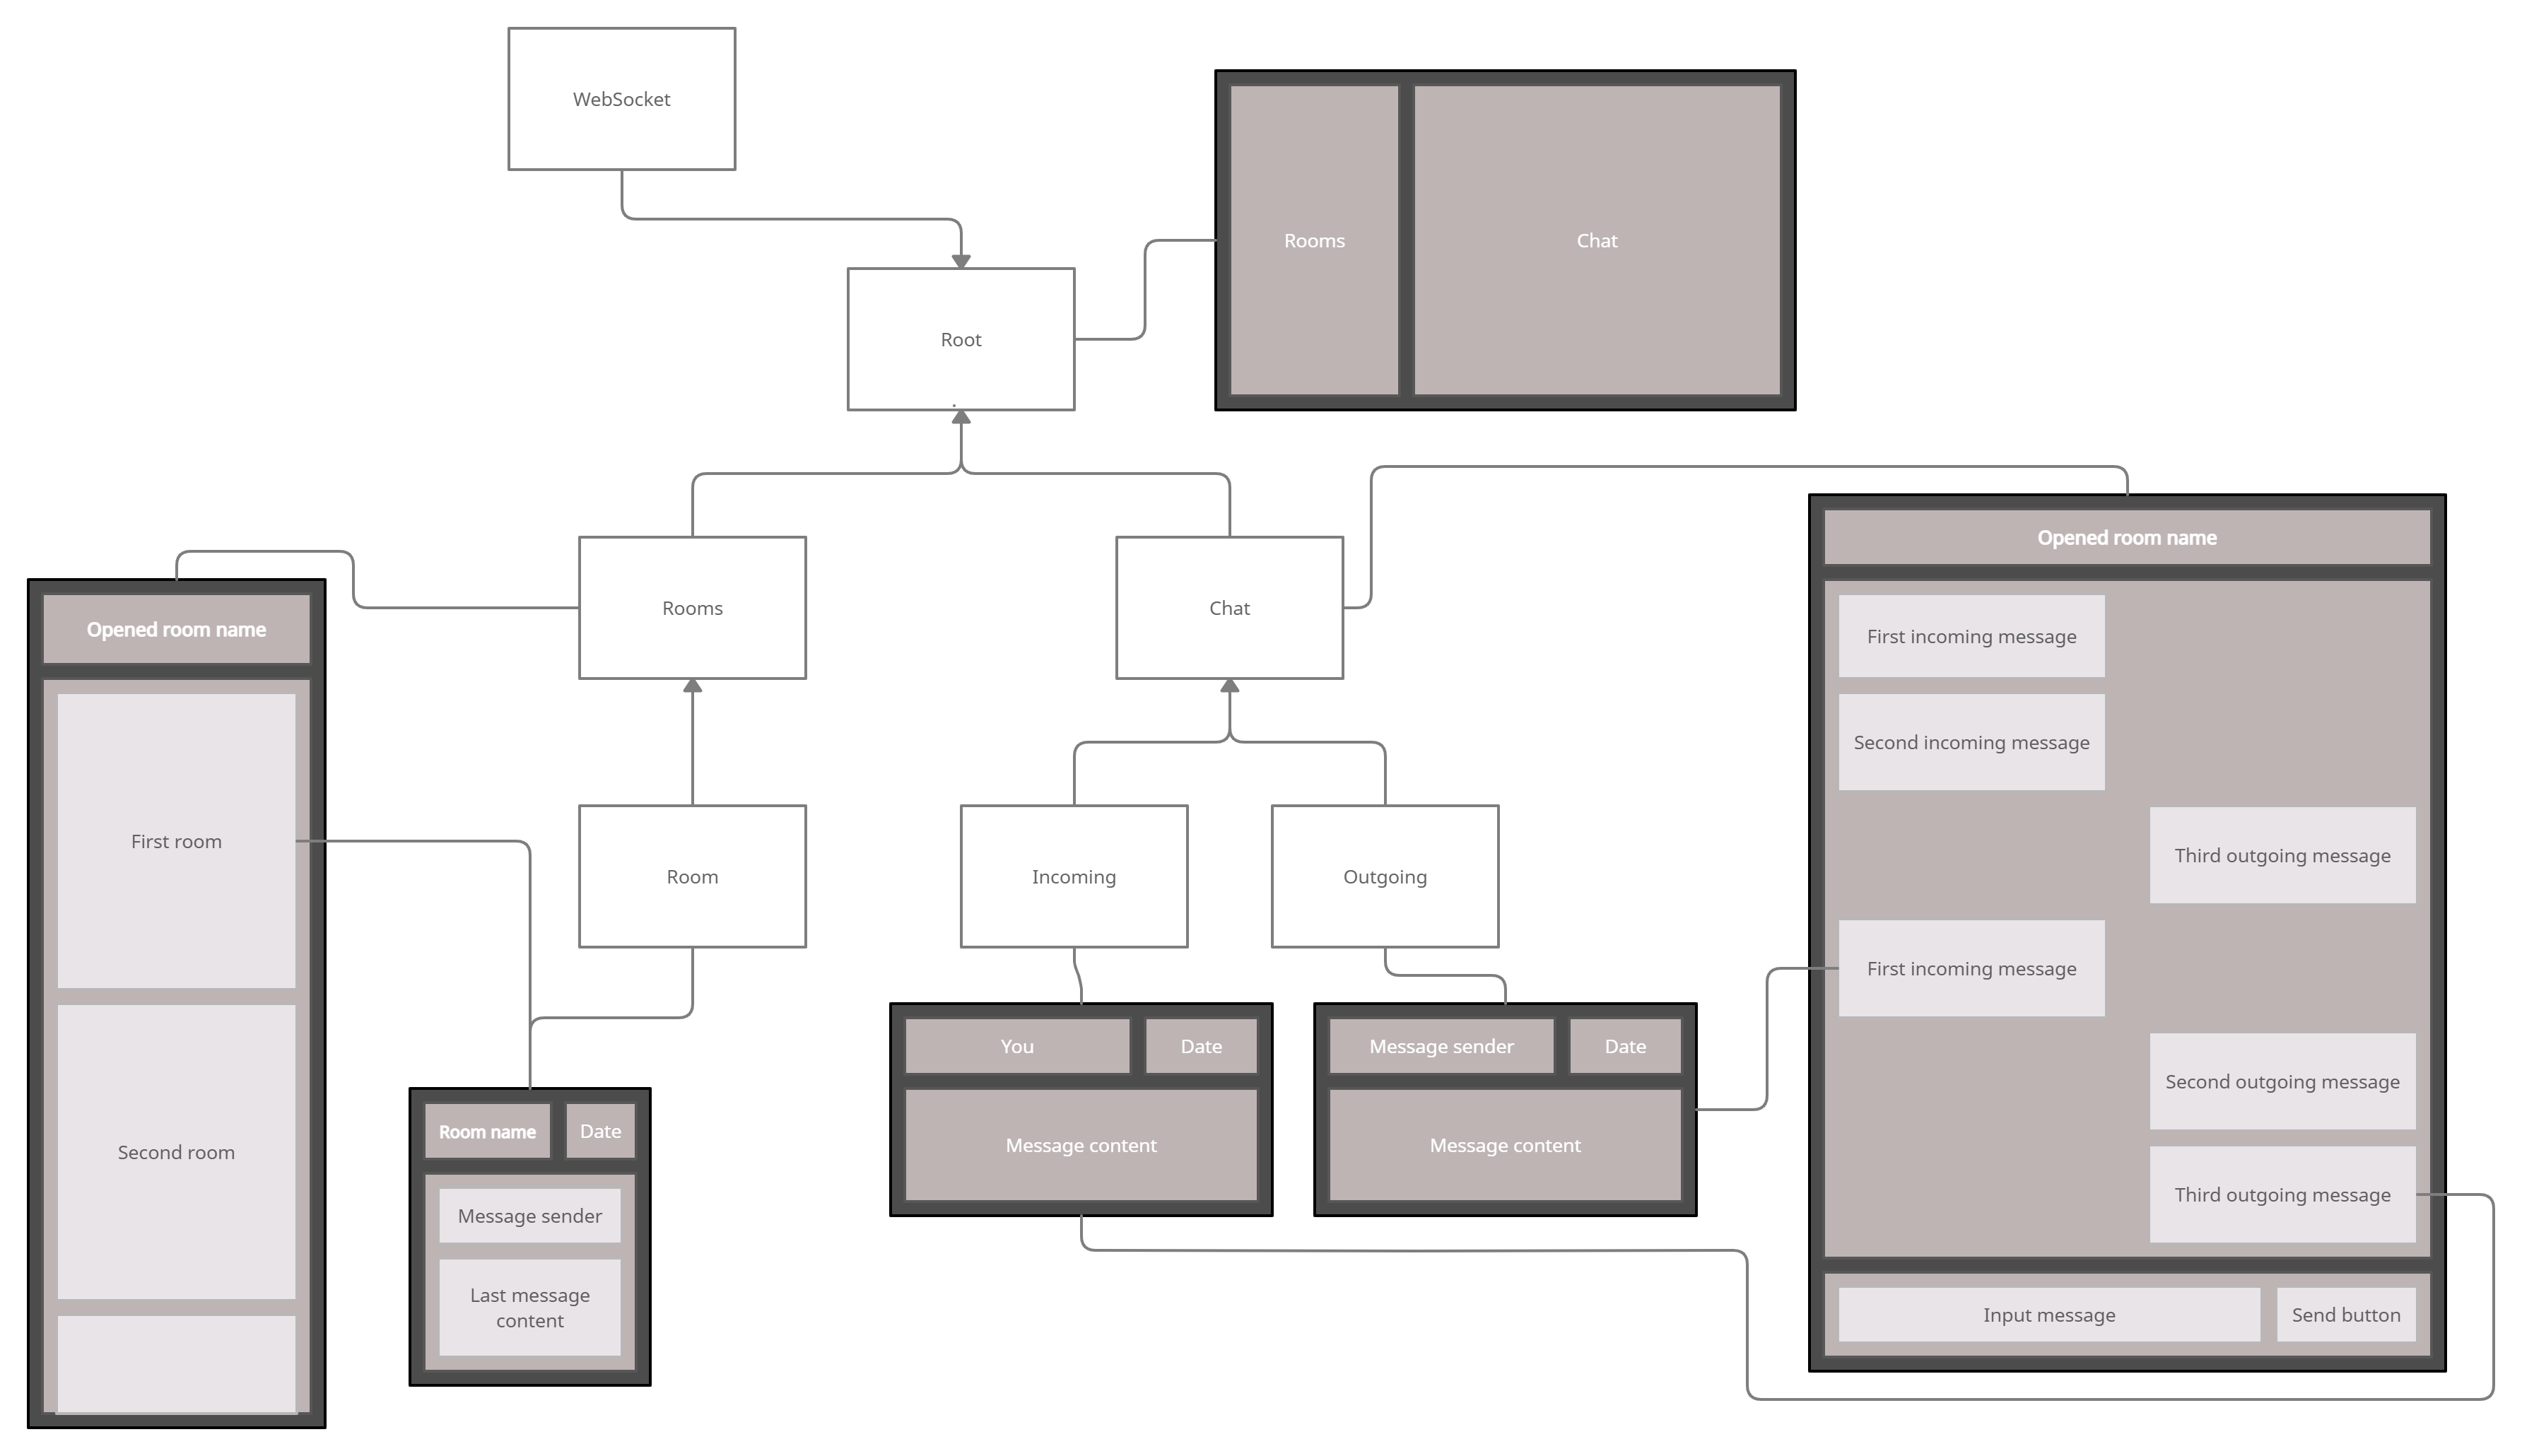 WebSocket
Rooms
Chat
Root
.
Opened room name
Rooms
Chat
Opened room name
First incoming message
Second incoming message
First room
Room
Incoming
Outgoing
Third outgoing message
First incoming message
You
Date
Message sender
Date
Second outgoing message
Room name
Date
Message content
Message content
Second room
Message sender
Third outgoing message
Last message
content
Input message
Send button